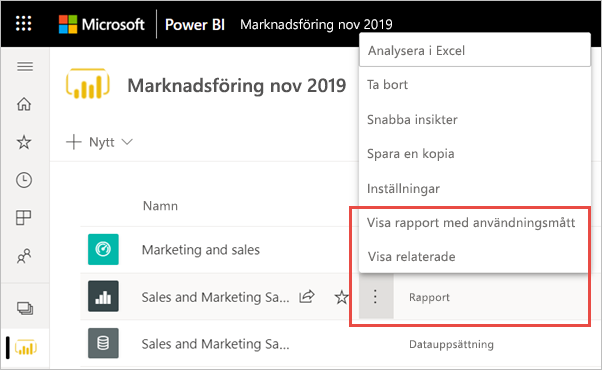 Microsoft Power BI Marknadsföring nov 2019
Analysera i Excel
Marknadsföring nov 2019
Ta bort
Snabba insikter
Nytt
Spara en kopia
Inställningar
Namn
Visa rapport med användningsmått
Marketing and sales
Visa relaterade
Sales and Marketing Sa... Rapport
Sales and Marketing Sa... Datauppsättning